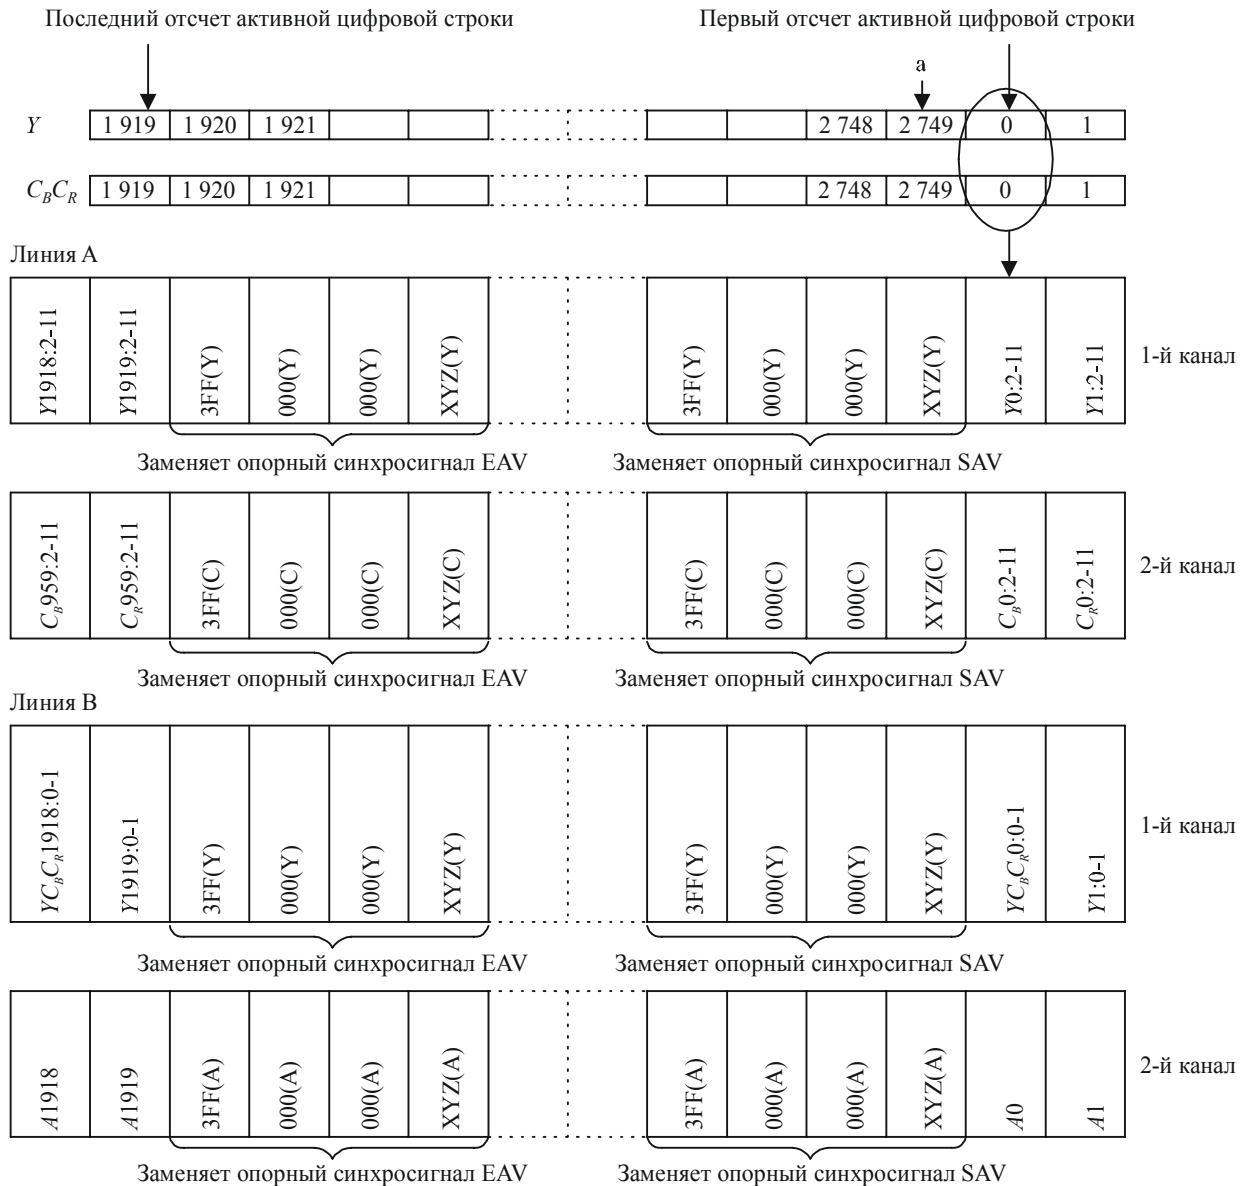 Последний отсчет активной цифровой строки Первый отсчет активной цифровой строки
a
Y 1 919 1 920 1 921 2 748 2 749 0 1
CBCR 1 919 1 920 1 921 2 748 2 749 0 1
Линия A
Y1918:2-11 Y1919:2-11 3FF(Y) 000(Y) 000(Y) XYZ(Y) 3FF(Y) 000(Y) 000(Y) XYZ(Y) Y0:2-11 Y1:2-11 1-й канал
Заменяет опорный синхросигнал EAV Заменяет опорный синхросигнал SAV
CB959:2-11 CR959:2-11 3FF(C) 000(C) 000(C) XYZ(C) 3FF(C) 000(C) 000(C) XYZ(C) CB0:2-11 CR0:2-11 2-й канал
Заменяет опорный синхросигнал EAV Заменяет опорный синхросигнал SAV
Линия B
YCBCR1918:0-1 Y1919:0-1 3FF(Y) 000(Y) 000(Y) XYZ(Y) 3FF(Y) 000(Y) 000(Y) XYZ(Y) YCBCR0:0-1 Y1:0-1 1-й канал
Заменяет опорный синхросигнал EAV Заменяет опорный синхросигнал SAV
A1918 A1919 3FF(A) 000(A) 000(A) XYZ(A) 3FF(A) 000(A) 000(A) XYZ(A) A0 A1 2-й канал
Заменяет опорный синхросигнал EAV Заменяет опорный синхросигнал SAV